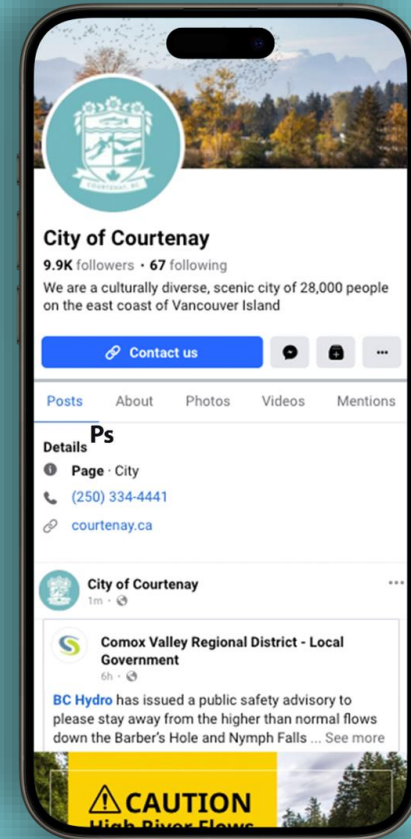 COURTENAY, BC
City of Courtenay
9.9K followers • 67 following
We are a culturally diverse, scenic city of 28,000 people
on the east coast of Vancouver Island
Contact us
Posts About Photos Videos Mentions
Ps
Details
Page · City
(250) 334-4441
courtenay.ca
City of Courtenay
1m ·
Comox Valley Regional District - Local
Government
6h ·
BC Hydro has issued a public safety advisory to
please stay away from the higher than normal flows
down the Barber's Hole and Nymph Falls ... See more
CAUTION
High River Flows